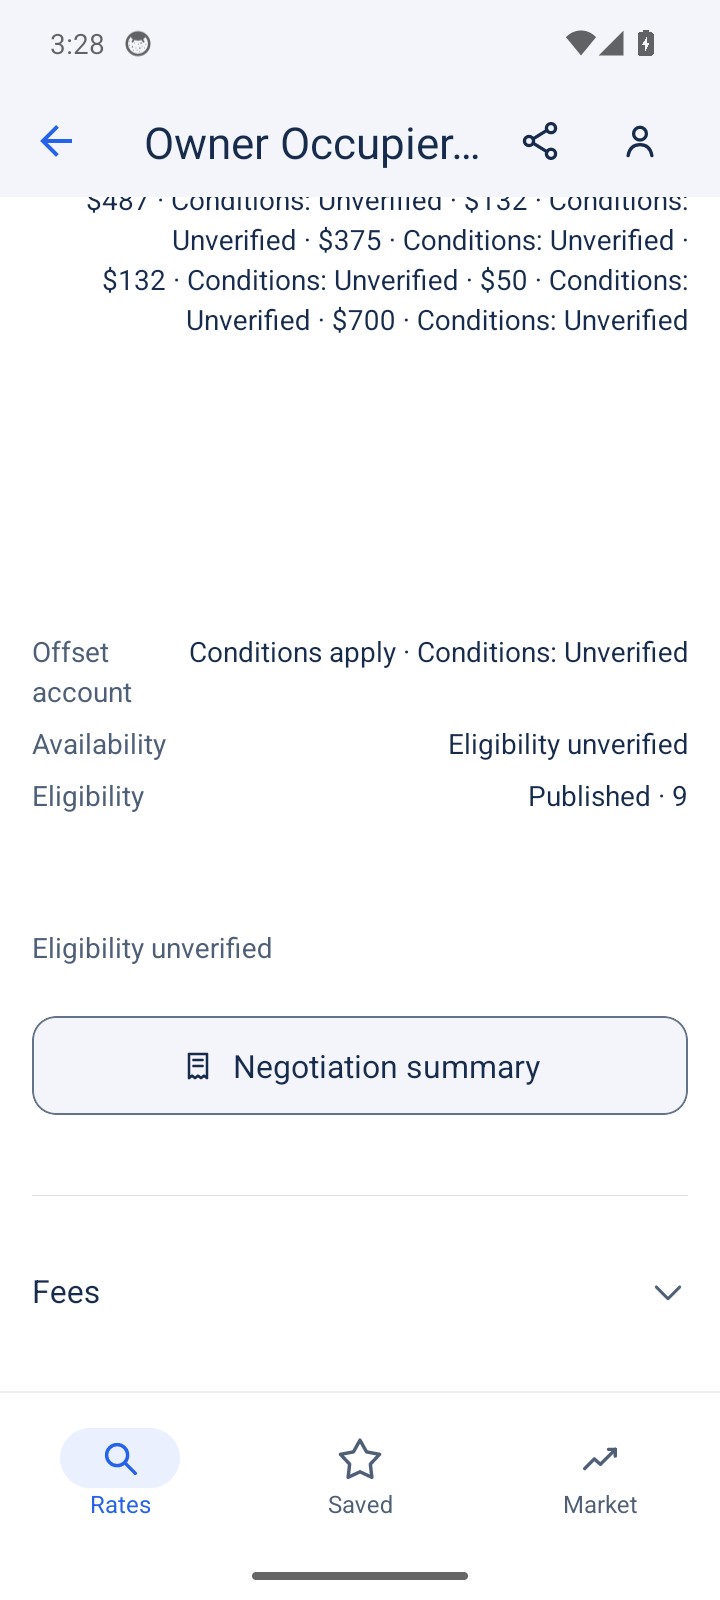 3:28
Owner Occupier...
$487 · Conditions: Unverified · $132 · Conditions:
Unverified · $375 · Conditions: Unverified ·
$132 · Conditions: Unverified · $50 · Conditions:
Unverified · $700 · Conditions: Unverified
Offset account
Conditions apply · Conditions: Unverified
Availability
Eligibility unverified
Eligibility
Published · 9
Eligibility unverified
Negotiation summary
Fees
Rates
Saved
Market